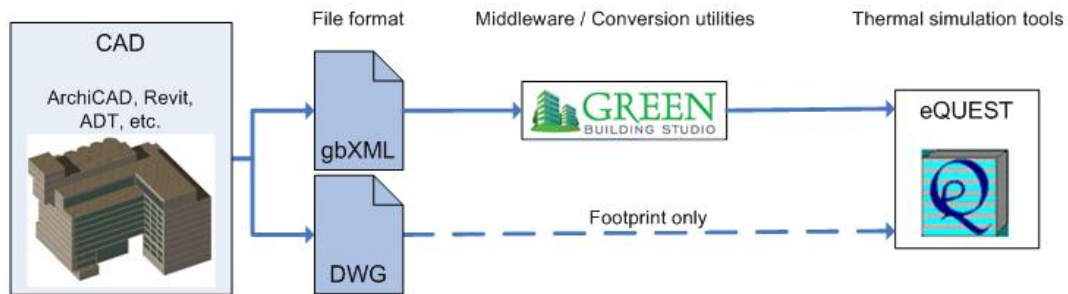 File format
Middleware / Conversion utilities
Thermal simulation tools
CAD
ArchiCAD, Revit,
ADT, etc.
gbXML
GREEN
BUILDING STUDIO
eQUEST
Q
DWG
Footprint only